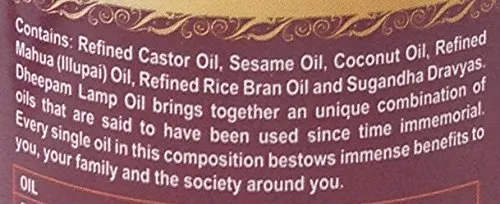 Contains: Refined Castor Oil, Sesame Oil, Coconut Oil, Refined
Mahua (Illupai) Oil, Refined Rice Bran Oil and Sugandha Dravyas.
Dheepam Lamp Oil brings together an unique combination of
oils that are said to have been used since time immemorial.
Every single oil in this composition bestows immense benefits to
you, your family and the society around you.
OIL